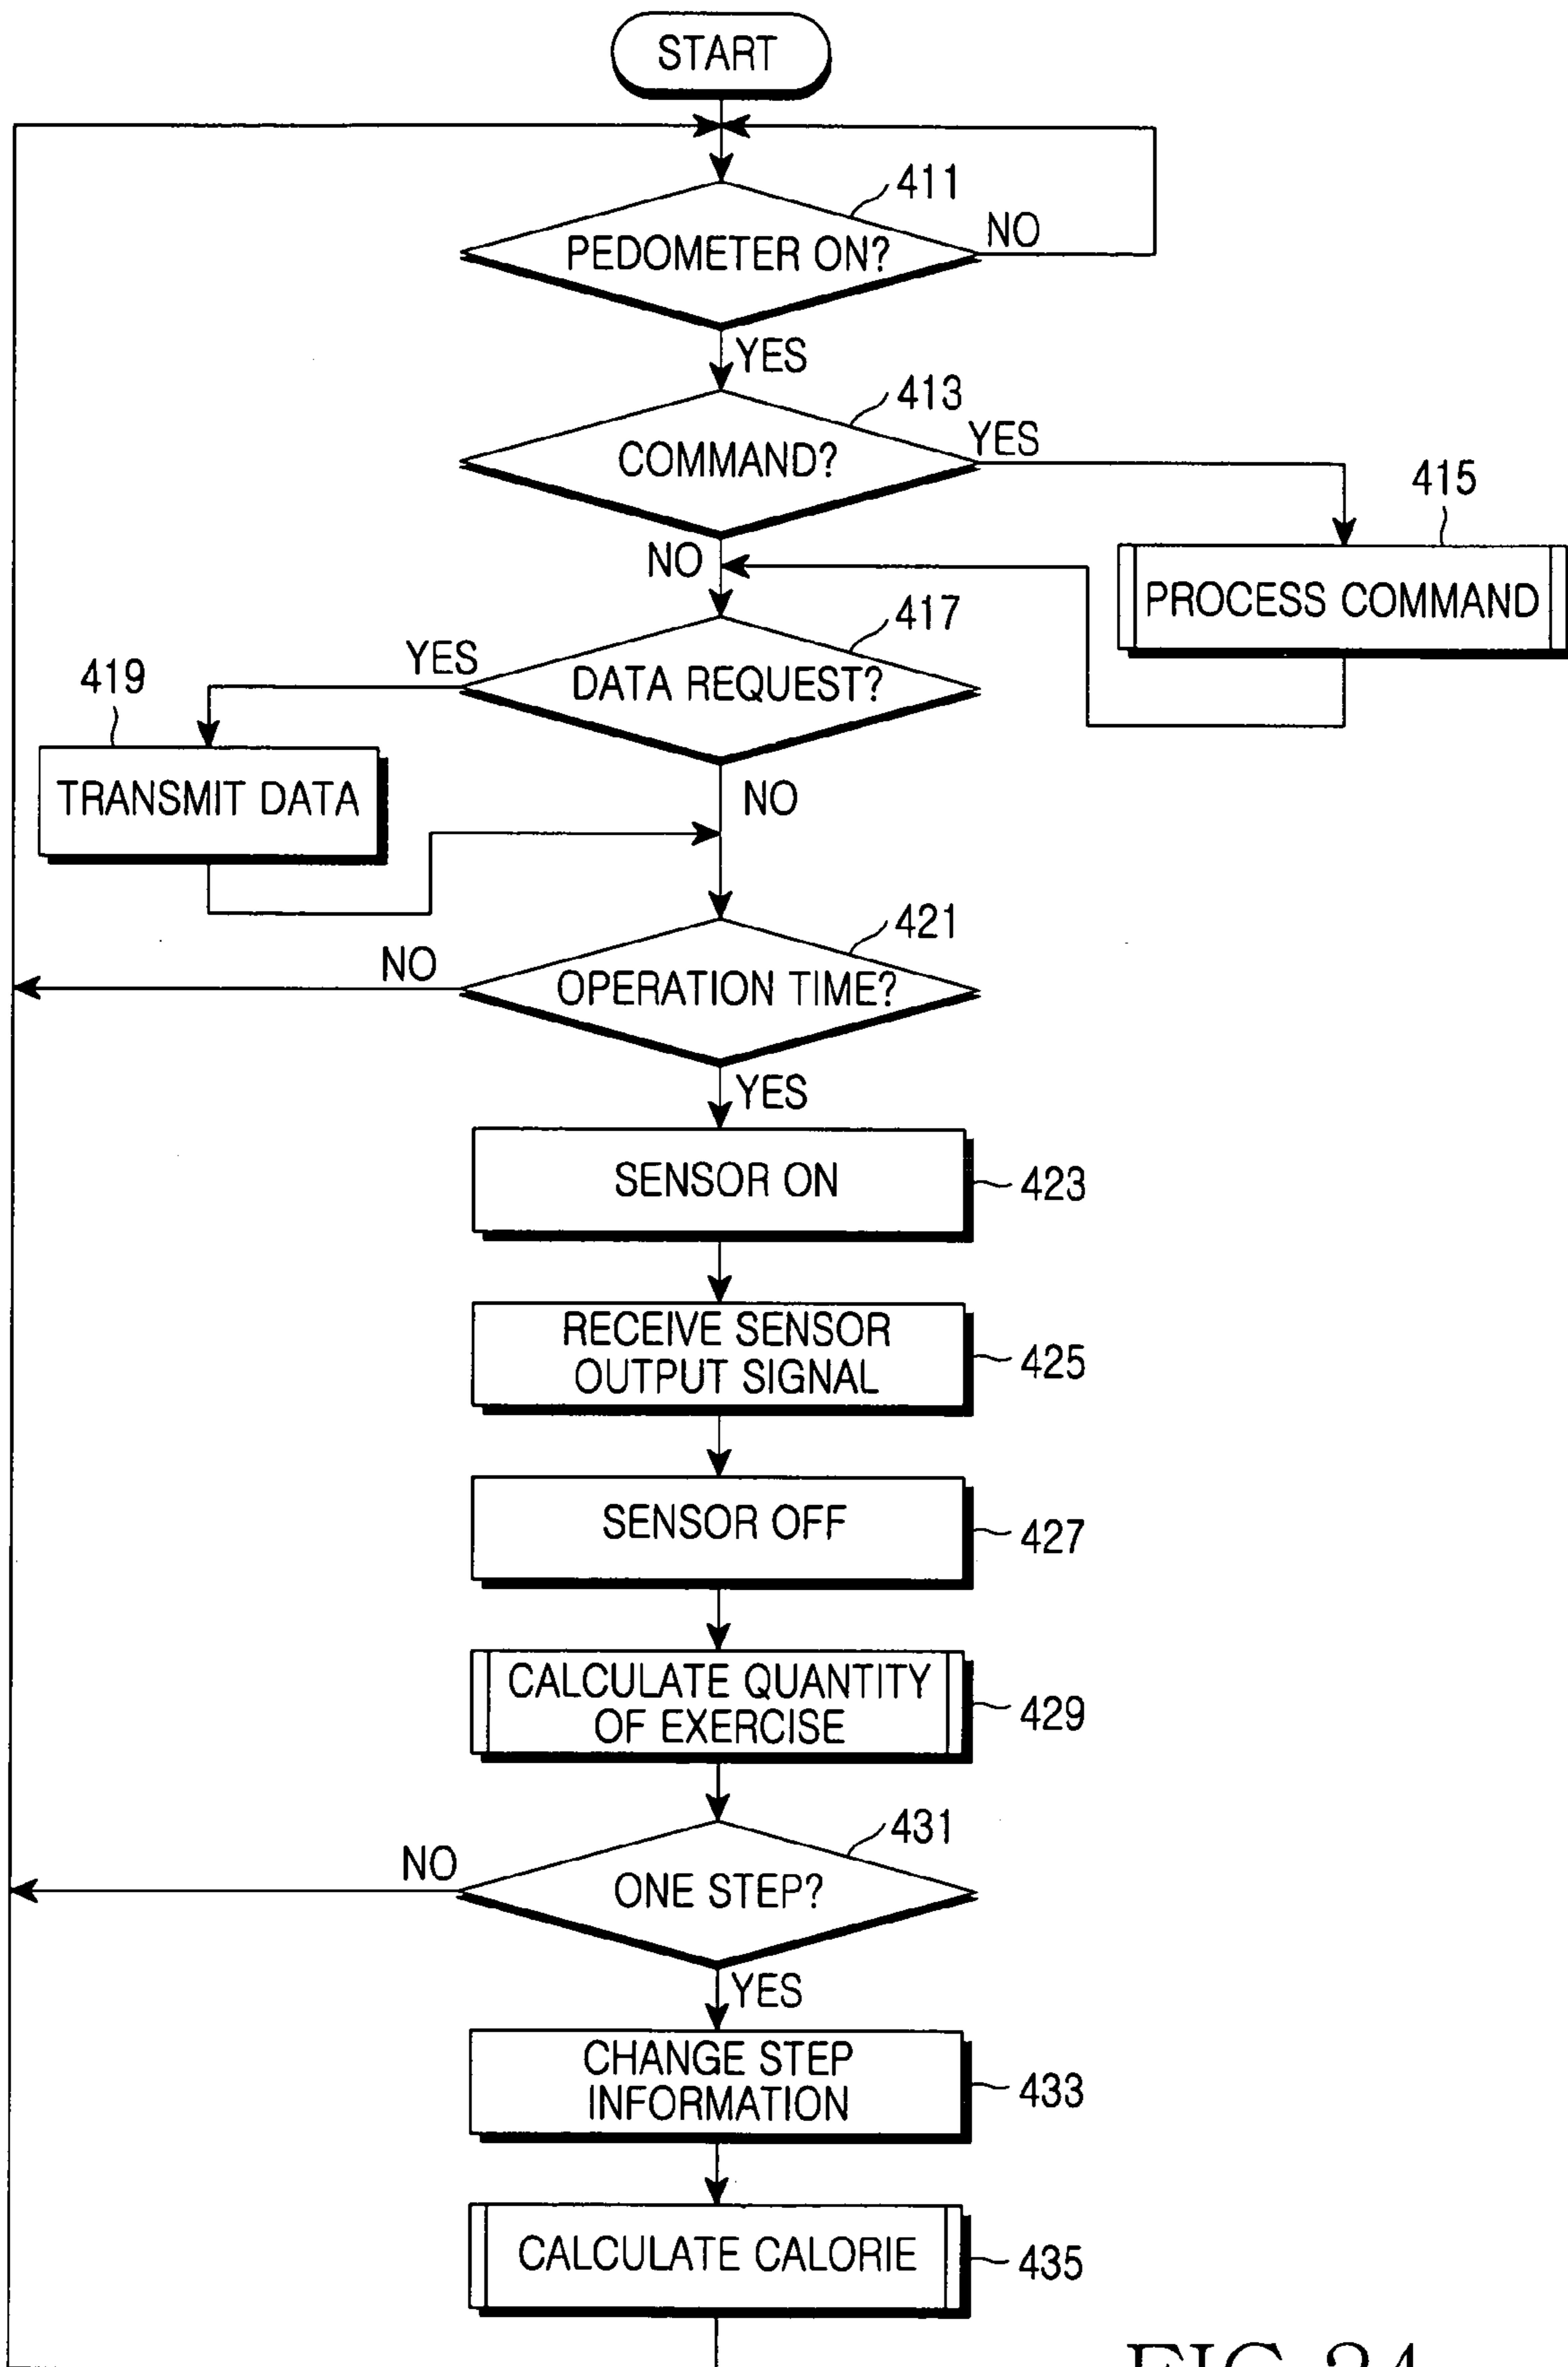 START
411
PEDOMETER ON?
NO
YES
413
COMMAND?
YES
415
NO
PROCESS COMMAND
417
YES
DATA REQUEST?
419
TRANSMIT DATA
NO
421
NO
OPERATION TIME?
YES
SENSOR ON
423
RECEIVE SENSOR
OUTPUT SIGNAL
425
SENSOR OFF
427
CALCULATE QUANTITY
OF EXERCISE
429
431
NO
ONE STEP?
YES
CHANGE STEP
INFORMATION
433
CALCULATE CALORIE
435